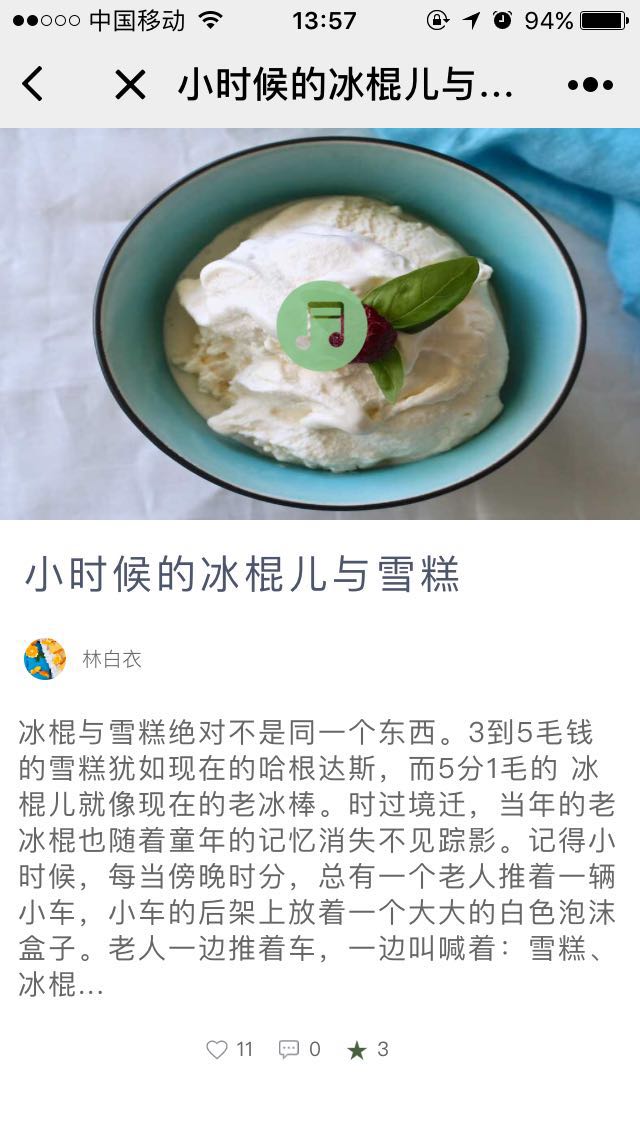 中国移动 13:57 94%
小时候的冰棍儿与...
小时候的冰棍儿与雪糕
林白衣
冰棍与雪糕绝对不是同一个东西。3到5毛钱
的雪糕犹如现在的哈根达斯，而5分1毛的 冰
棍儿就像现在的老冰棒。时过境迁，当年的老
冰棍也随着童年的记忆消失不见踪影。记得小
时候，每当傍晚时分，总有一个老人推着一辆
小车，小车的后架上放着一个大大的白色泡沫
盒子。老人一边推着车，一边叫喊着：雪糕、
冰棍...
11 0 3